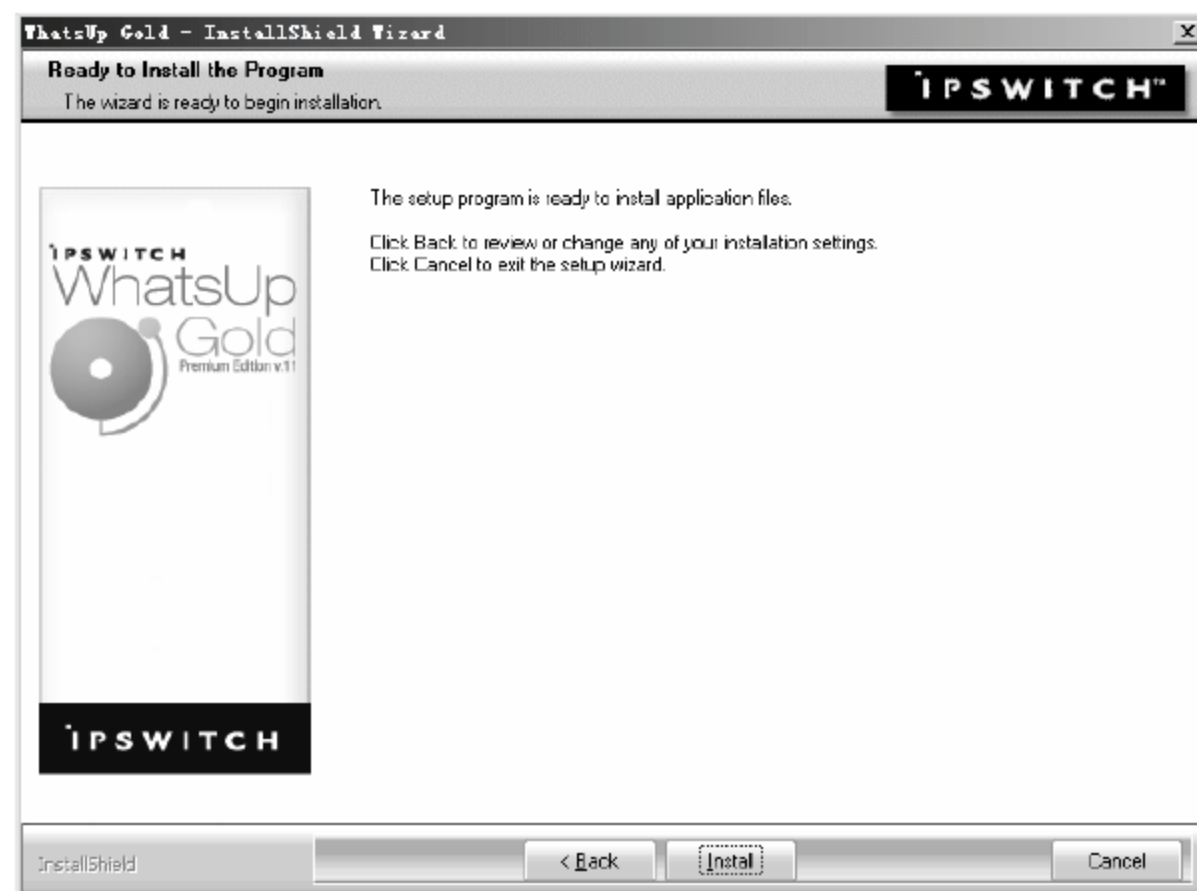 WhatsUp Gold - InstallShield Wizard
X
Ready to Install the Program
The wizard is ready to begin installation.
IPSWITCH™
The setup program is ready to install application files.
Click Back to review or change any of your installation settings.
Click Cancel to exit the setup wizard.
IPSWITCH
WhatsUp
Gold
Premium Edition v.11
IPSWITCH
InstallShield
< Back
Install
Cancel